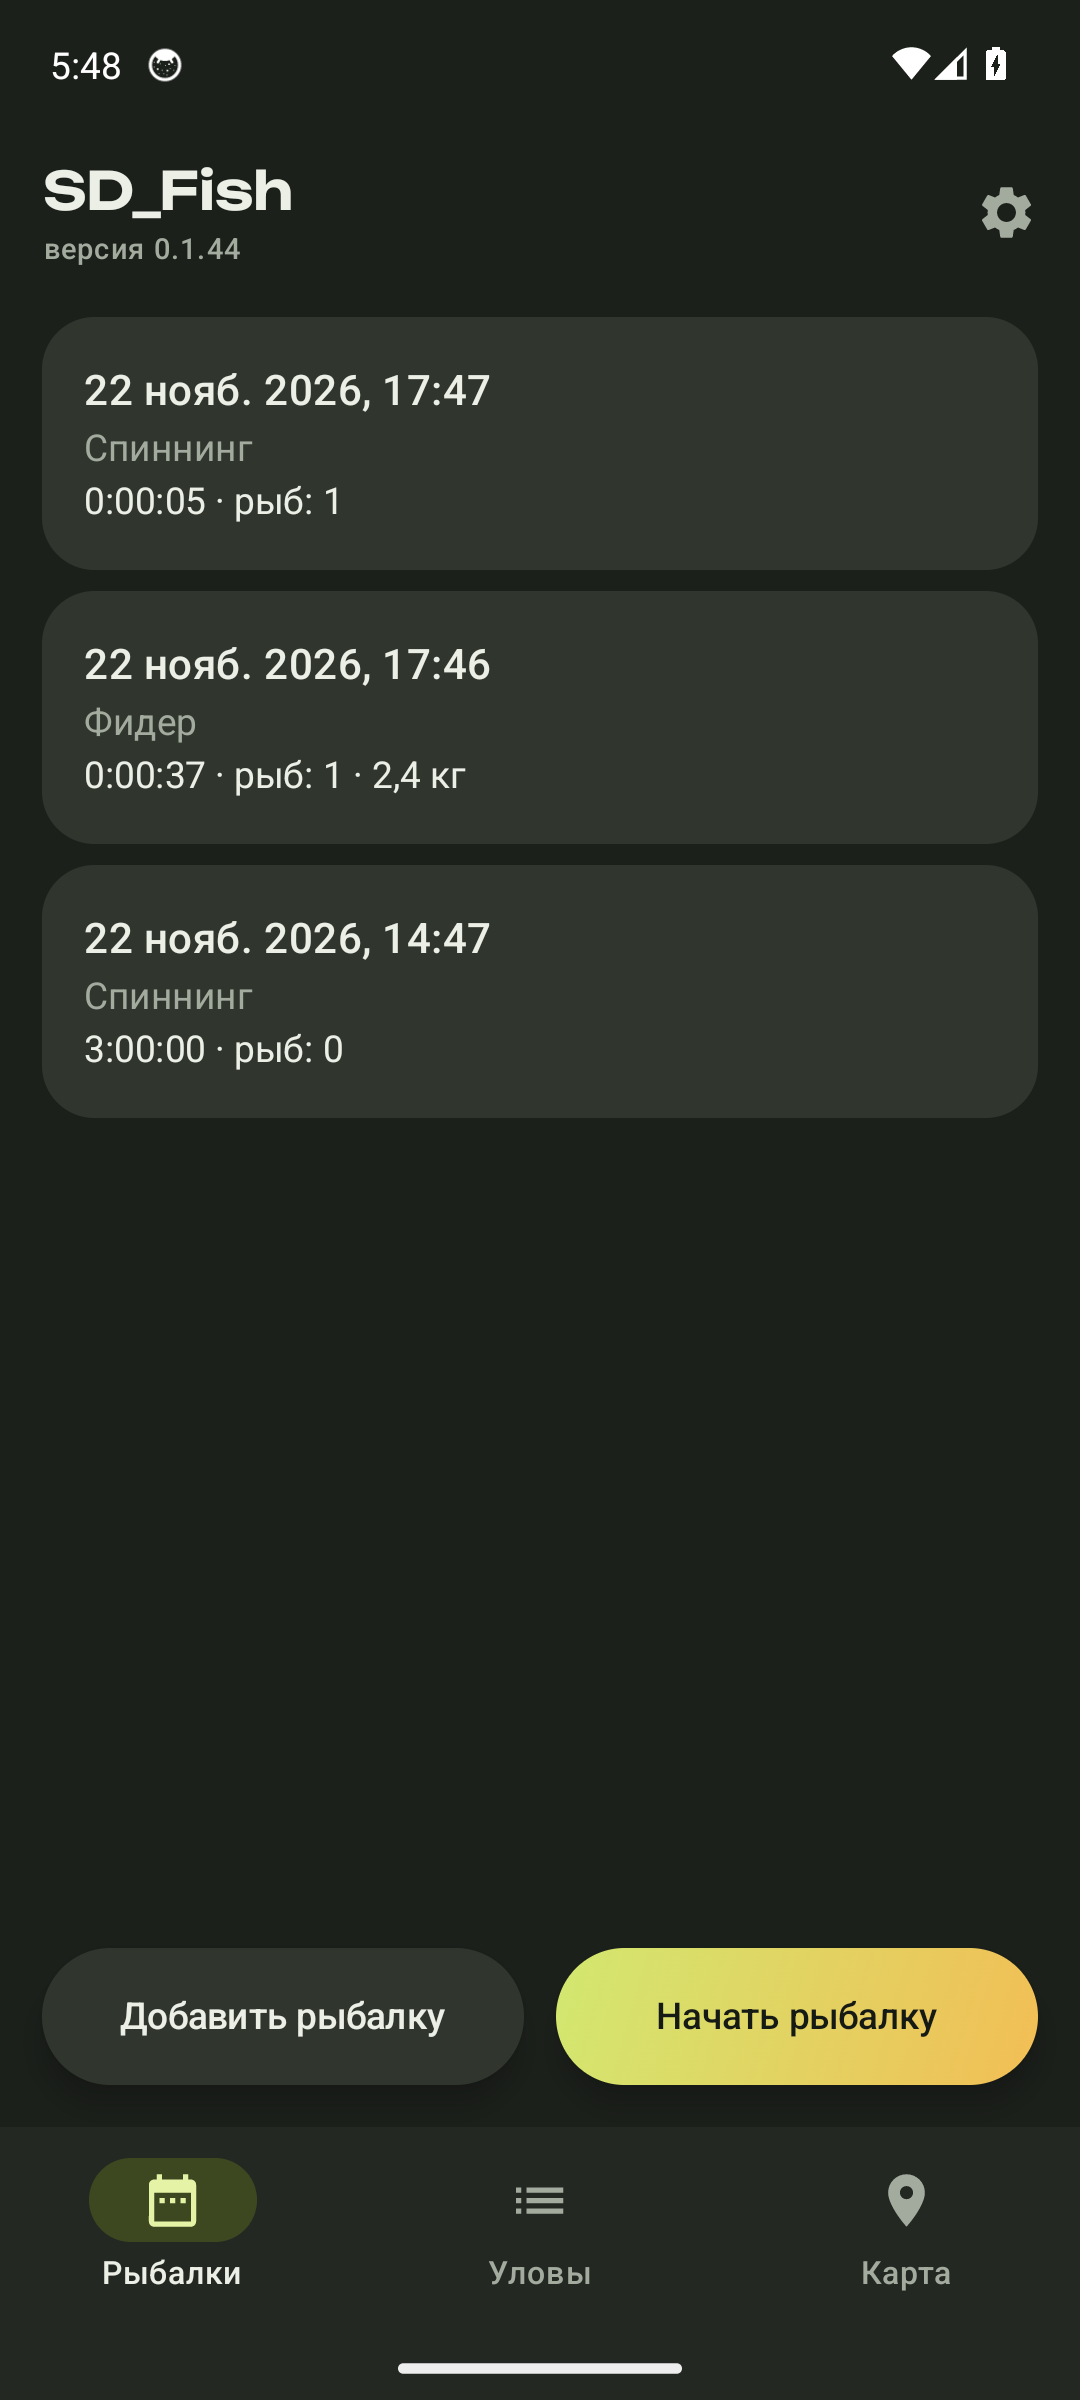 5:48
SD_Fish
версия 0.1.44
22 нояб. 2026, 17:47
Спиннинг
0:00:05 · рыб: 1
22 нояб. 2026, 17:46
Фидер
0:00:37 · рыб: 1 · 2,4 кг
22 нояб. 2026, 14:47
Спиннинг
3:00:00 · рыб: 0
Добавить рыбалку
Начать рыбалку
Рыбалки
Уловы
Карта